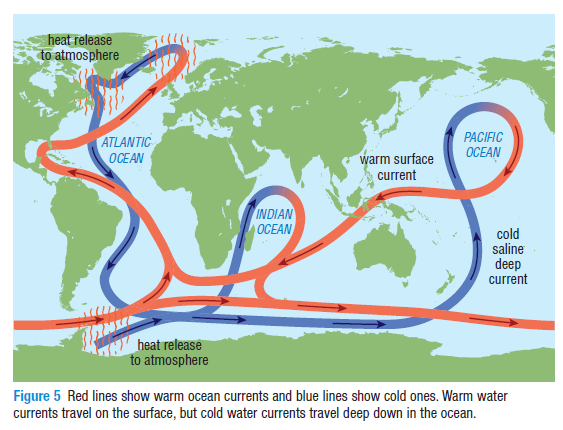 heat release
to atmosphere
ATLANTIC
OCEAN
PACIFIC
OCEAN
warm surface
current
INDIAN
OCEAN
cold
saline
deep
current
heat release
to atmosphere
Figure 5 Red lines show warm ocean currents and blue lines show cold ones. Warm water
currents travel on the surface, but cold water currents travel deep down in the ocean.